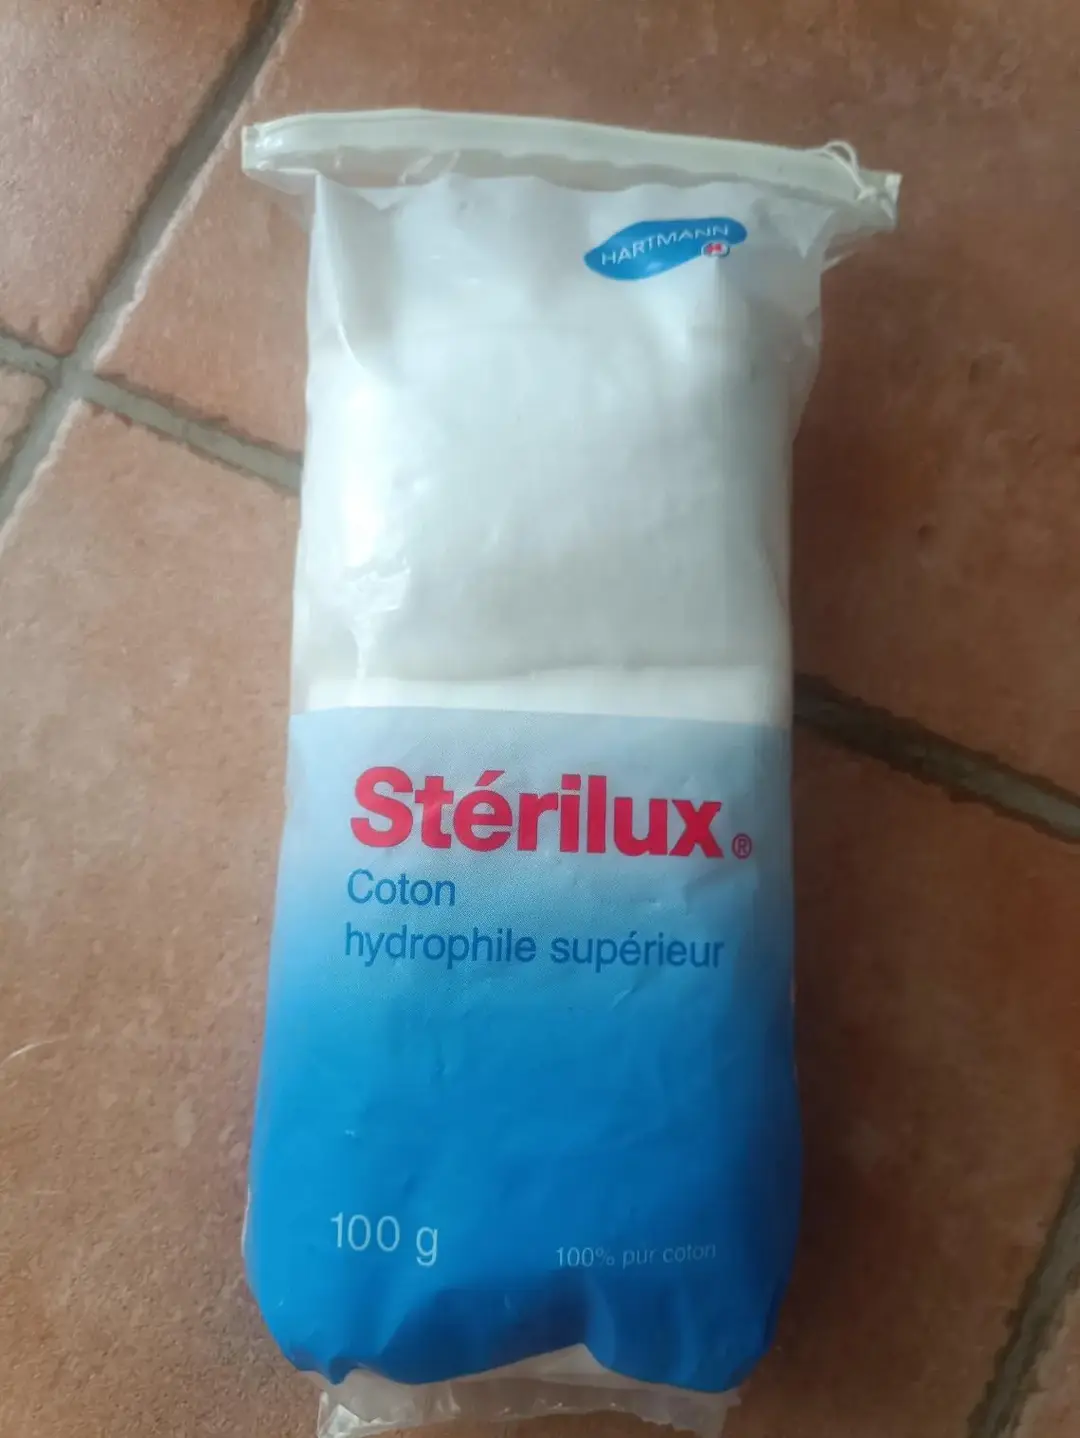 HARTMANN
Stérilux®
Coton
hydrophile supérieur
100 g
100% pur coton